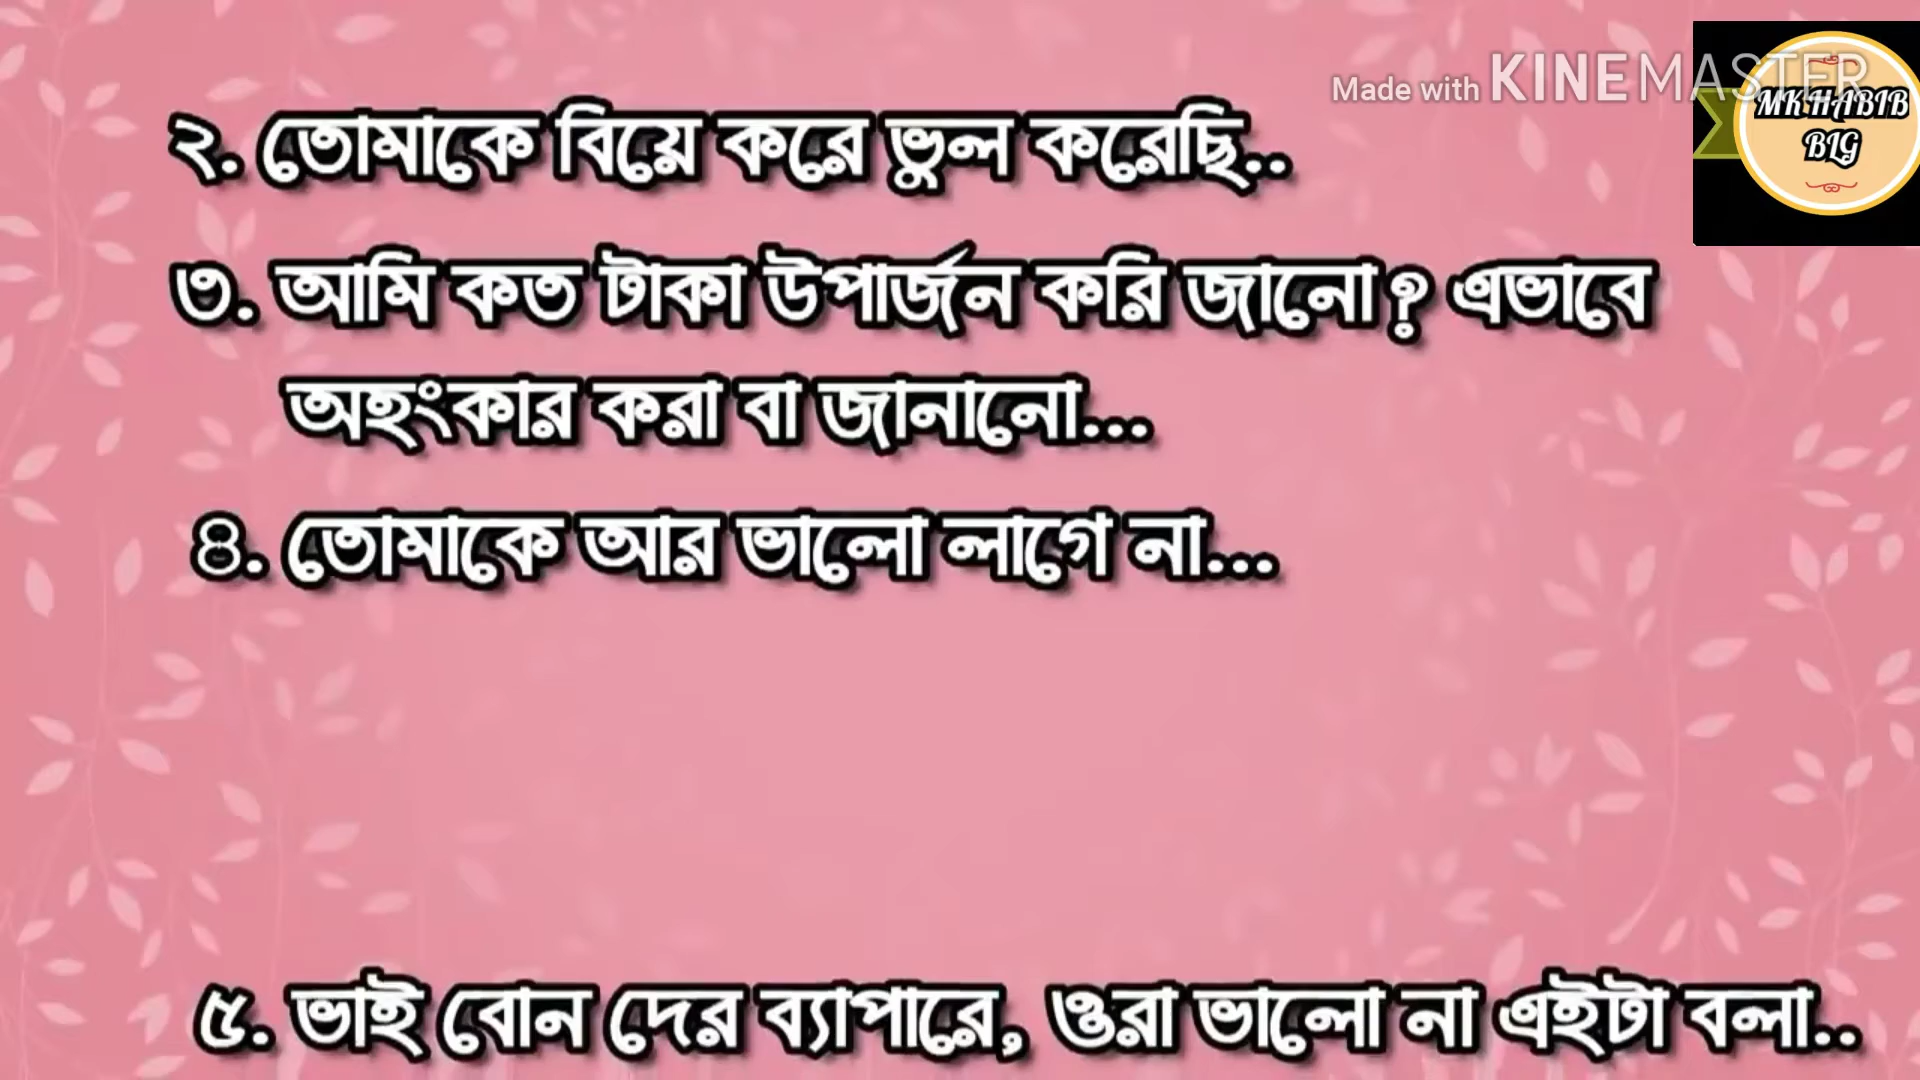 Made with KINEMASTER
MK HABIB
BLG
২. তোমাকে বিয়ে করে ভুল করেছি..
৩. আমি কত টাকা উপার্জন করি জানো? এভাবে
অহংকার করা বা জানানো...
৪. তোমাকে আর ভালো লাগে না...
৫. ভাই বোন দের ব্যাপারে, ওরা ভালো না এইটা বলা..